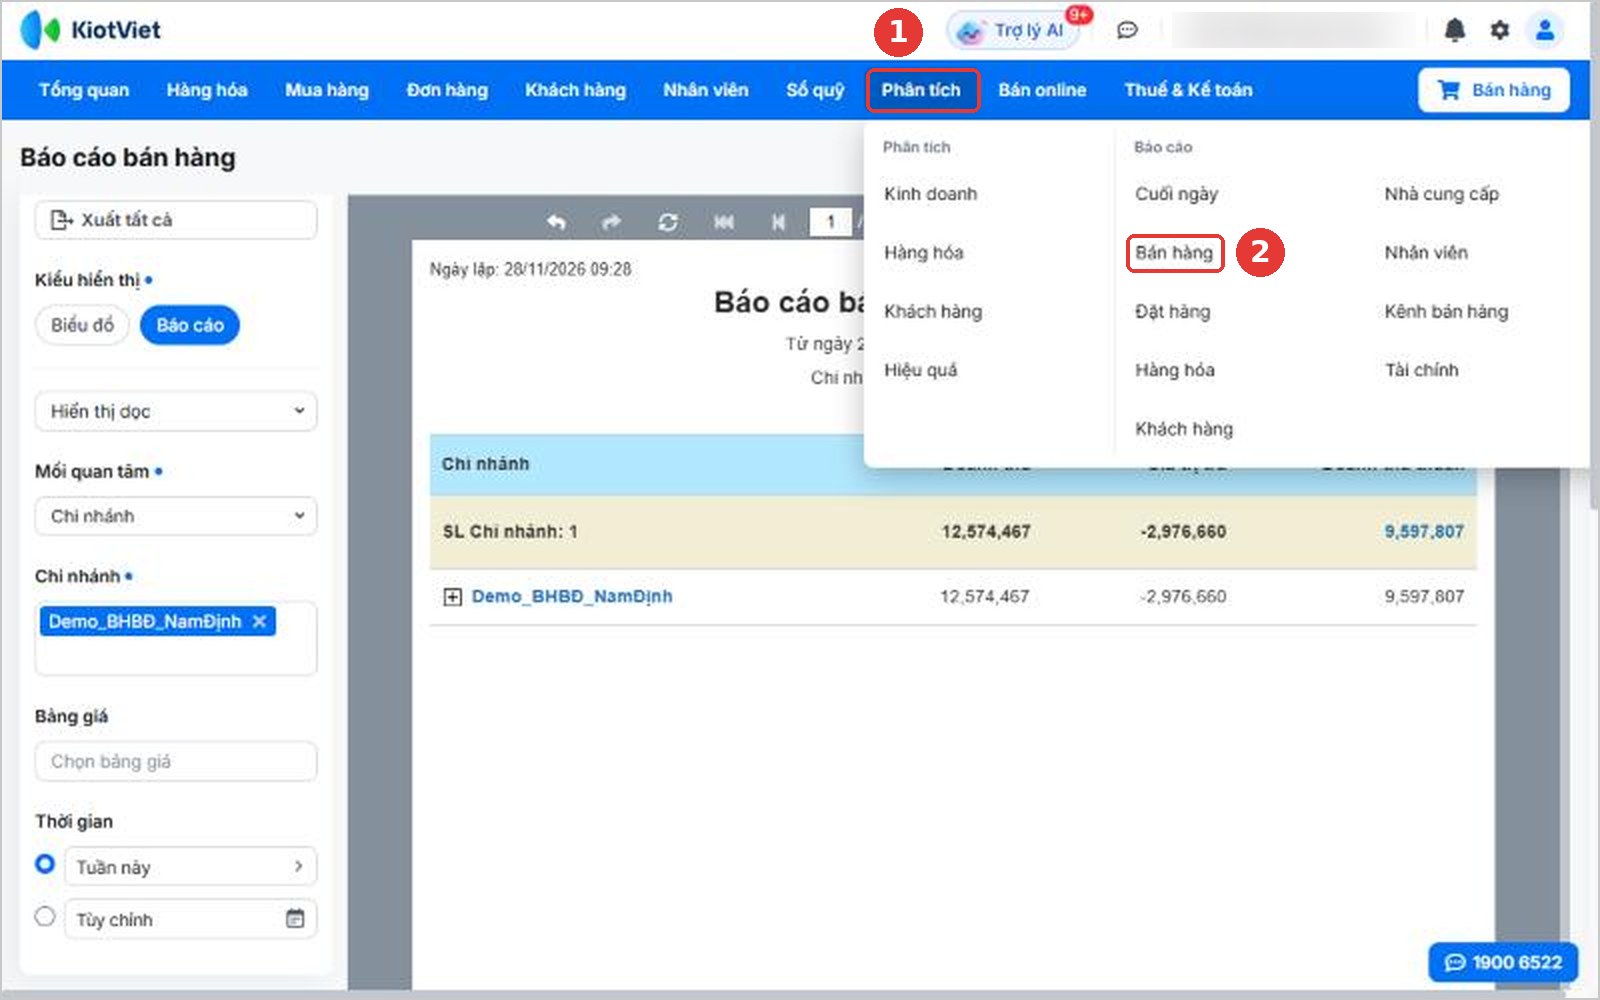 KiotViet
1
Trợ lý AI
9+
Tổng quan
Hàng hóa
Mua hàng
Đơn hàng
Khách hàng
Nhân viên
Sổ quỹ
Phân tích
Bán online
Thuế & Kế toán
Bán hàng
Báo cáo bán hàng
Xuất tất cả
Kiểu hiển thị
Biểu đồ
Báo cáo
Hiển thị dọc
Mối quan tâm
Chi nhánh
Chi nhánh
Demo_BHBĐ_NamĐịnh
Bảng giá
Chọn bảng giá
Thời gian
Tuần này
Tùy chỉnh
1 /
Ngày lập: 28/11/2026 09:28
Báo cáo
Từ ngày
Phân tích
Kinh doanh
Hàng hóa
Khách hàng
Hiệu quả
Báo cáo
Cuối ngày
Bán hàng
2
Đặt hàng
Hàng hóa
Khách hàng
Nhà cung cấp
Nhân viên
Kênh bán hàng
Tài chính
Chi nhánh
SL Chi nhánh: 1 12,574,467 -2,976,660 9,597,807
Demo_BHBĐ_NamĐịnh 12,574,467 -2,976,660 9,597,807
1900 6522